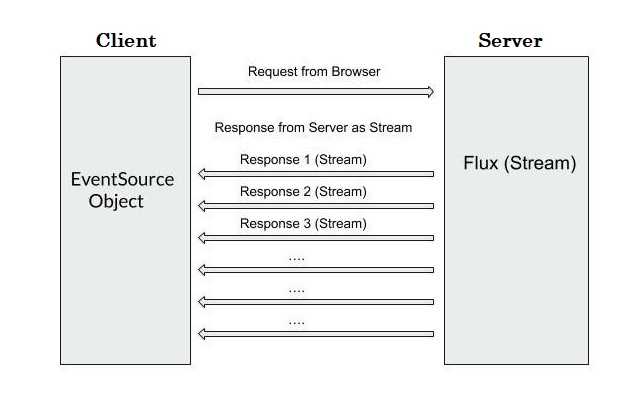 Client
Server
Request from Browser
Response from Server as Stream
Response 1 (Stream)
Response 2 (Stream)
Response 3 (Stream)
....
....
....
EventSource
Object
Flux (Stream)